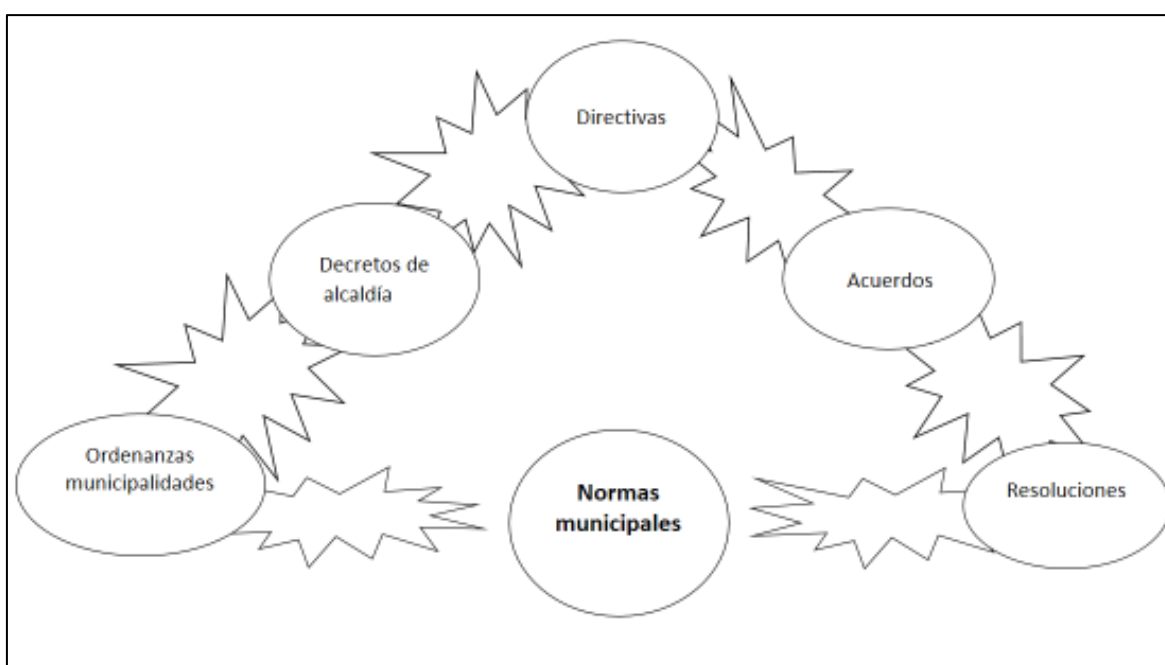 Directivas
Decretos de
alcaldía
Acuerdos
Ordenanzas
municipalidades
Normas
municipales
Resoluciones